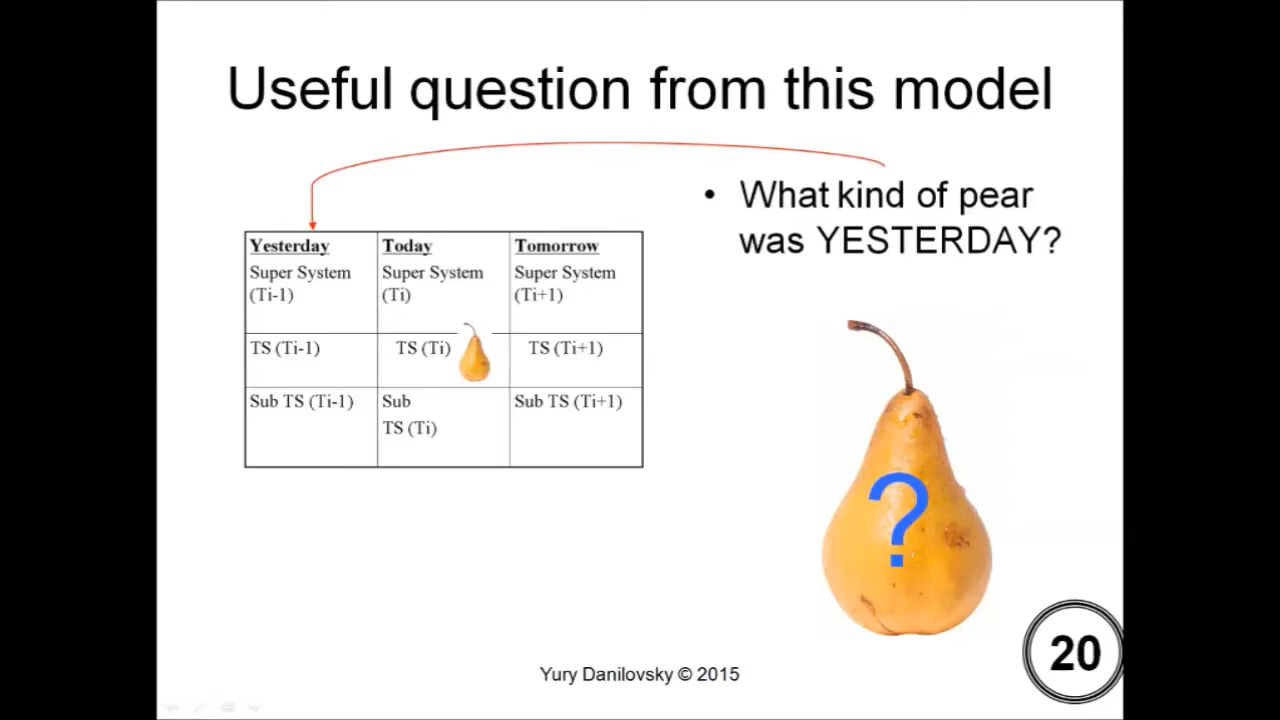 Useful question from this model
• What kind of pear
was YESTERDAY?
Yesterday Today Tomorrow
Super System Super System Super System
(Ti-1) (Ti) (Ti+1)
TS (Ti-1) TS (Ti) TS (Ti+1)
Sub TS (Ti-1) Sub Sub TS (Ti+1)
TS (Ti)
?
Yury Danilovsky © 2015
20